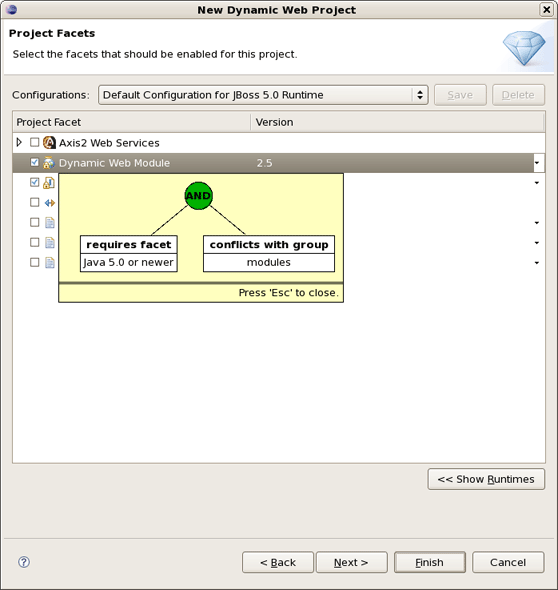 New Dynamic Web Project
Project Facets
Select the facets that should be enabled for this project.
Configurations: Default Configuration for JBoss 5.0 Runtime Save Delete
Project Facet Version
Axis2 Web Services
Dynamic Web Module 2.5
AND
requires facet conflicts with group
Java 5.0 or newer modules
Press 'Esc' to close.
<< Show Runtimes
< Back Next > Finish Cancel